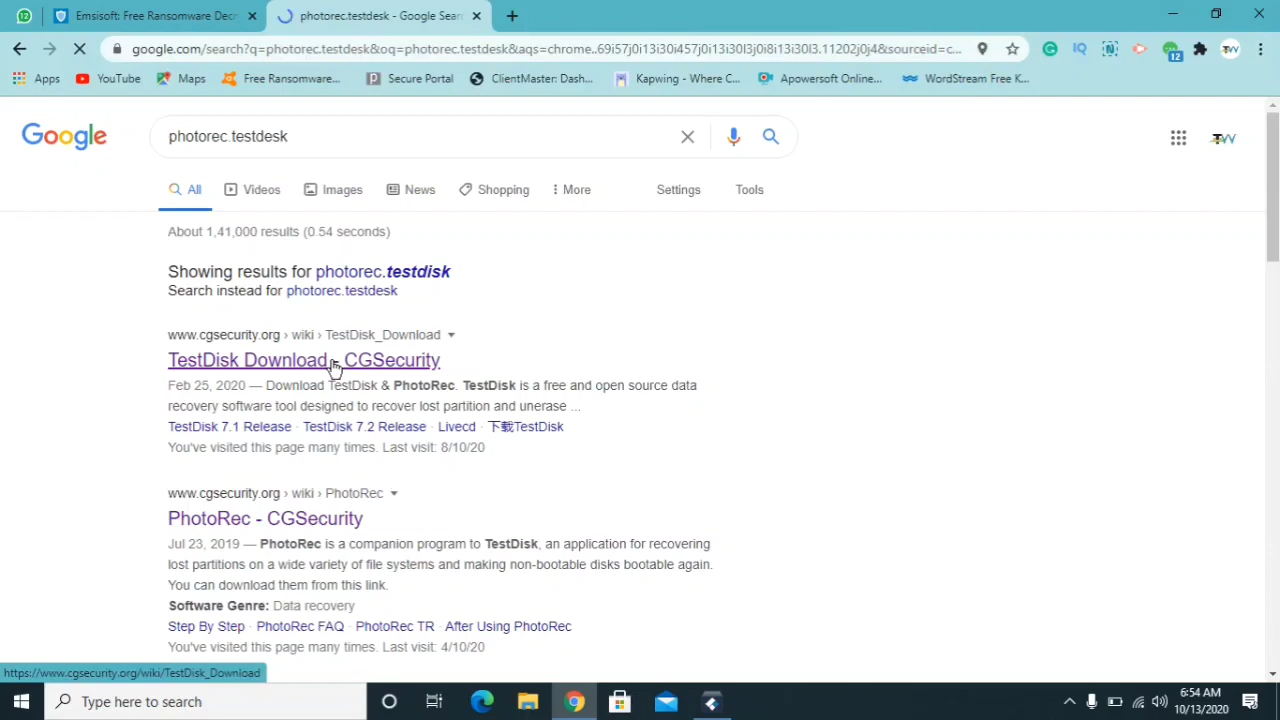 Emsisoft: Free Ransomware Decr
photorec.testdesk - Google Sear
google.com/search?q=photorec.testdesk&oq=photorec.testdesk&aqs=chrome..69i57j0i13i30i457j0i13i30l3j0i8i13i30l3.11202j0j4&sourceid=c...
12
Apps
YouTube
Maps
Free Ransomware...
Secure Portal
ClientMaster: Dash...
Kapwing - Where C...
Apowersoft Online...
WordStream Free K...
Google
photorec.testdesk
All
Videos
Images
News
Shopping
More
Settings
Tools
About 1,41,000 results (0.54 seconds)
Showing results for photorec.testdisk
Search instead for photorec.testdesk
www.cgsecurity.org › wiki › TestDisk_Download
TestDisk Download - CGSecurity
Feb 25, 2020 — Download TestDisk & PhotoRec. TestDisk is a free and open source data
recovery software tool designed to recover lost partition and unerase ...
TestDisk 7.1 Release · TestDisk 7.2 Release · Livecd · 下载TestDisk
You've visited this page many times. Last visit: 8/10/20
www.cgsecurity.org › wiki › PhotoRec
PhotoRec - CGSecurity
Jul 23, 2019 — PhotoRec is a companion program to TestDisk, an application for recovering
lost partitions on a wide variety of file systems and making non-bootable disks bootable again.
You can download them from this link.
Software Genre: Data recovery
Step By Step · PhotoRec FAQ · PhotoRec TR · After Using PhotoRec
You've visited this page many times. Last visit: 4/10/20
https://www.cgsecurity.org/wiki/TestDisk_Download
Type here to search
6:54 AM
10/13/2020